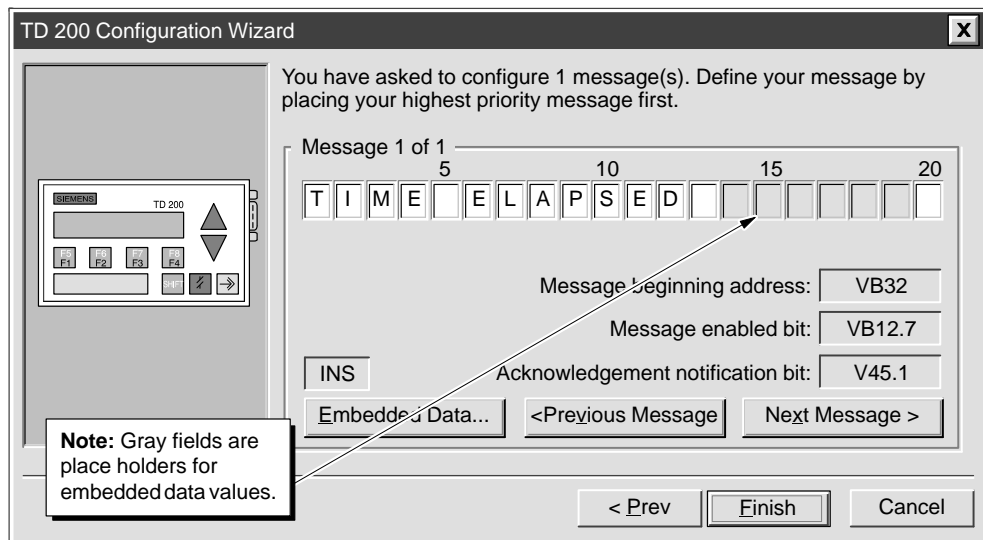 TD 200 Configuration Wizard
X
You have asked to configure 1 message(s). Define your message by
placing your highest priority message first.
Message 1 of 1
5 10 15 20
T I M E E L A P S E D
SIEMENS
TD 200
F5 F6 F7 F8
F1 F2 F3 F4
SHIFT
Message beginning address: VB32
Message enabled bit: VB12.7
INS Acknowledgement notification bit: V45.1
Embedded Data... <Previous Message Next Message >
Note: Gray fields are
place holders for
embedded data values.
< Prev Finish Cancel